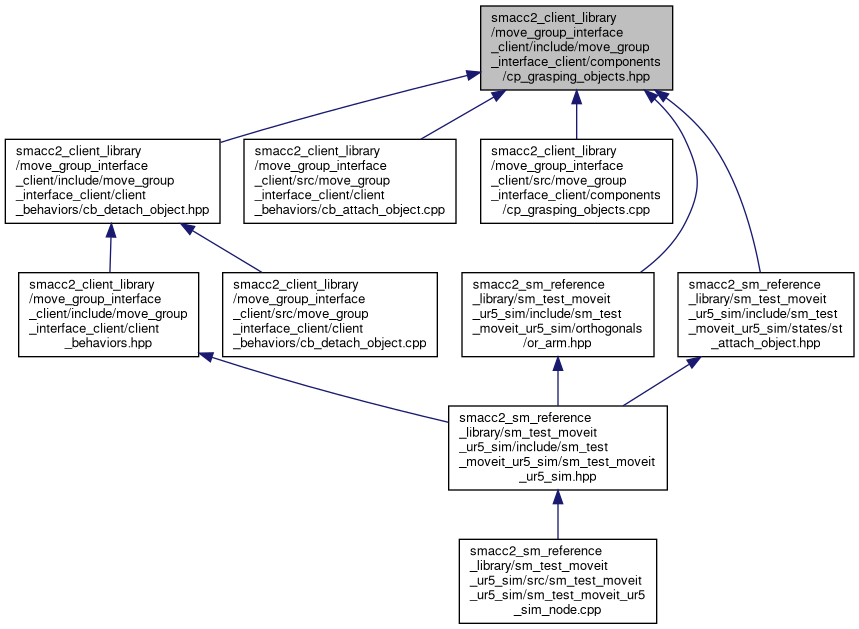 smacc2_client_library
/move_group_interface
_client/include/move_group
_interface_client/components
/cp_grasping_objects.hpp
smacc2_client_library
/move_group_interface
_client/include/move_group
_interface_client/client
_behaviors/cb_detach_object.hpp
smacc2_client_library
/move_group_interface
_client/src/move_group
_interface_client/client
_behaviors/cb_attach_object.cpp
smacc2_client_library
/move_group_interface
_client/src/move_group
_interface_client/components
/cp_grasping_objects.cpp
smacc2_client_library
/move_group_interface
_client/include/move_group
_interface_client/client
_behaviors.hpp
smacc2_client_library
/move_group_interface
_client/src/move_group
_interface_client/client
_behaviors/cb_detach_object.cpp
smacc2_sm_reference
_library/sm_test_moveit
_ur5_sim/include/sm_test
_moveit_ur5_sim/orthogonals
/or_arm.hpp
smacc2_sm_reference
_library/sm_test_moveit
_ur5_sim/include/sm_test
_moveit_ur5_sim/states/st
_attach_object.hpp
smacc2_sm_reference
_library/sm_test_moveit
_ur5_sim/include/sm_test
_moveit_ur5_sim/sm_test_moveit
_ur5_sim.hpp
smacc2_sm_reference
_library/sm_test_moveit
_ur5_sim/src/sm_test_moveit
_ur5_sim/sm_test_moveit_ur5
_sim_node.cpp